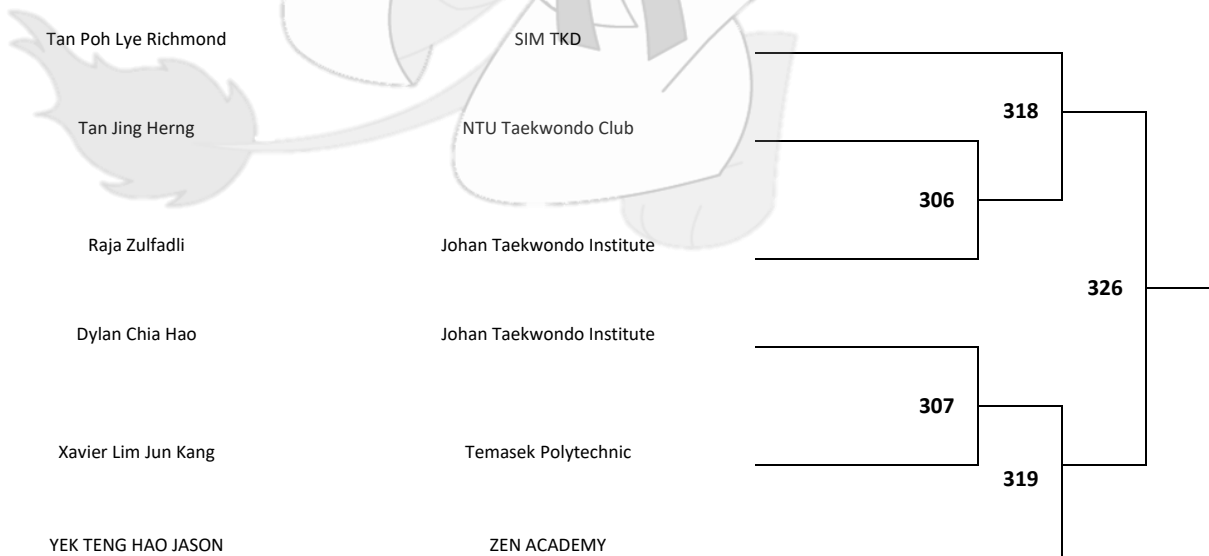 Tan Poh Lye Richmond SIM TKD
318
Tan Jing Herng NTU Taekwondo Club
306
Raja Zulfadli Johan Taekwondo Institute
326
Dylan Chia Hao Johan Taekwondo Institute
307
Xavier Lim Jun Kang Temasek Polytechnic
319
YEK TENG HAO JASON ZEN ACADEMY